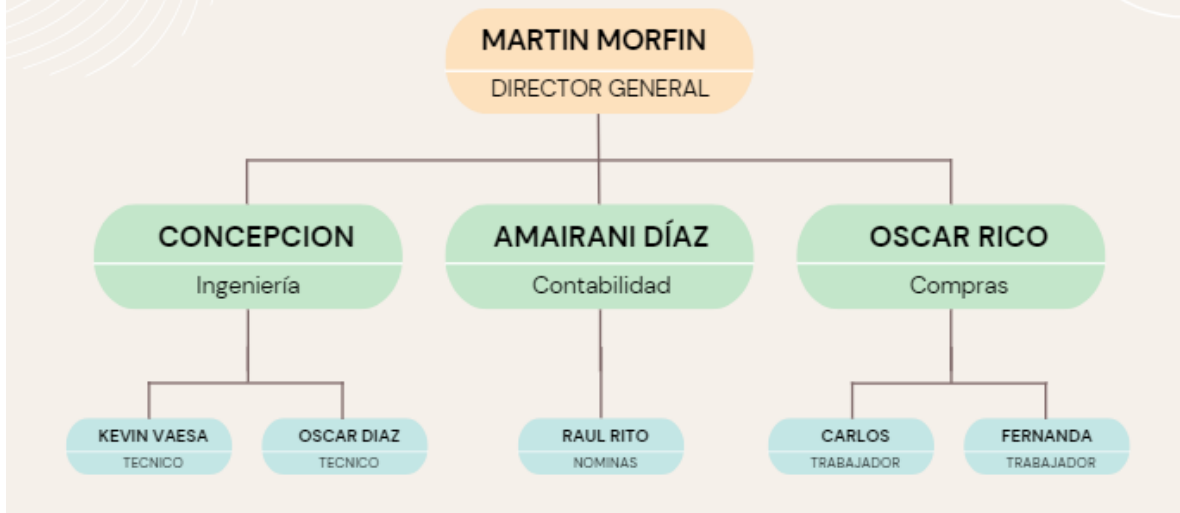 MARTIN MORFIN
DIRECTOR GENERAL
CONCEPCION
Ingeniería
AMAIRANI DÍAZ
Contabilidad
OSCAR RICO
Compras
KEVIN VAESA
TECNICO
OSCAR DIAZ
TECNICO
RAUL RITO
NOMINAS
CARLOS
TRABAJADOR
FERNANDA
TRABAJADOR